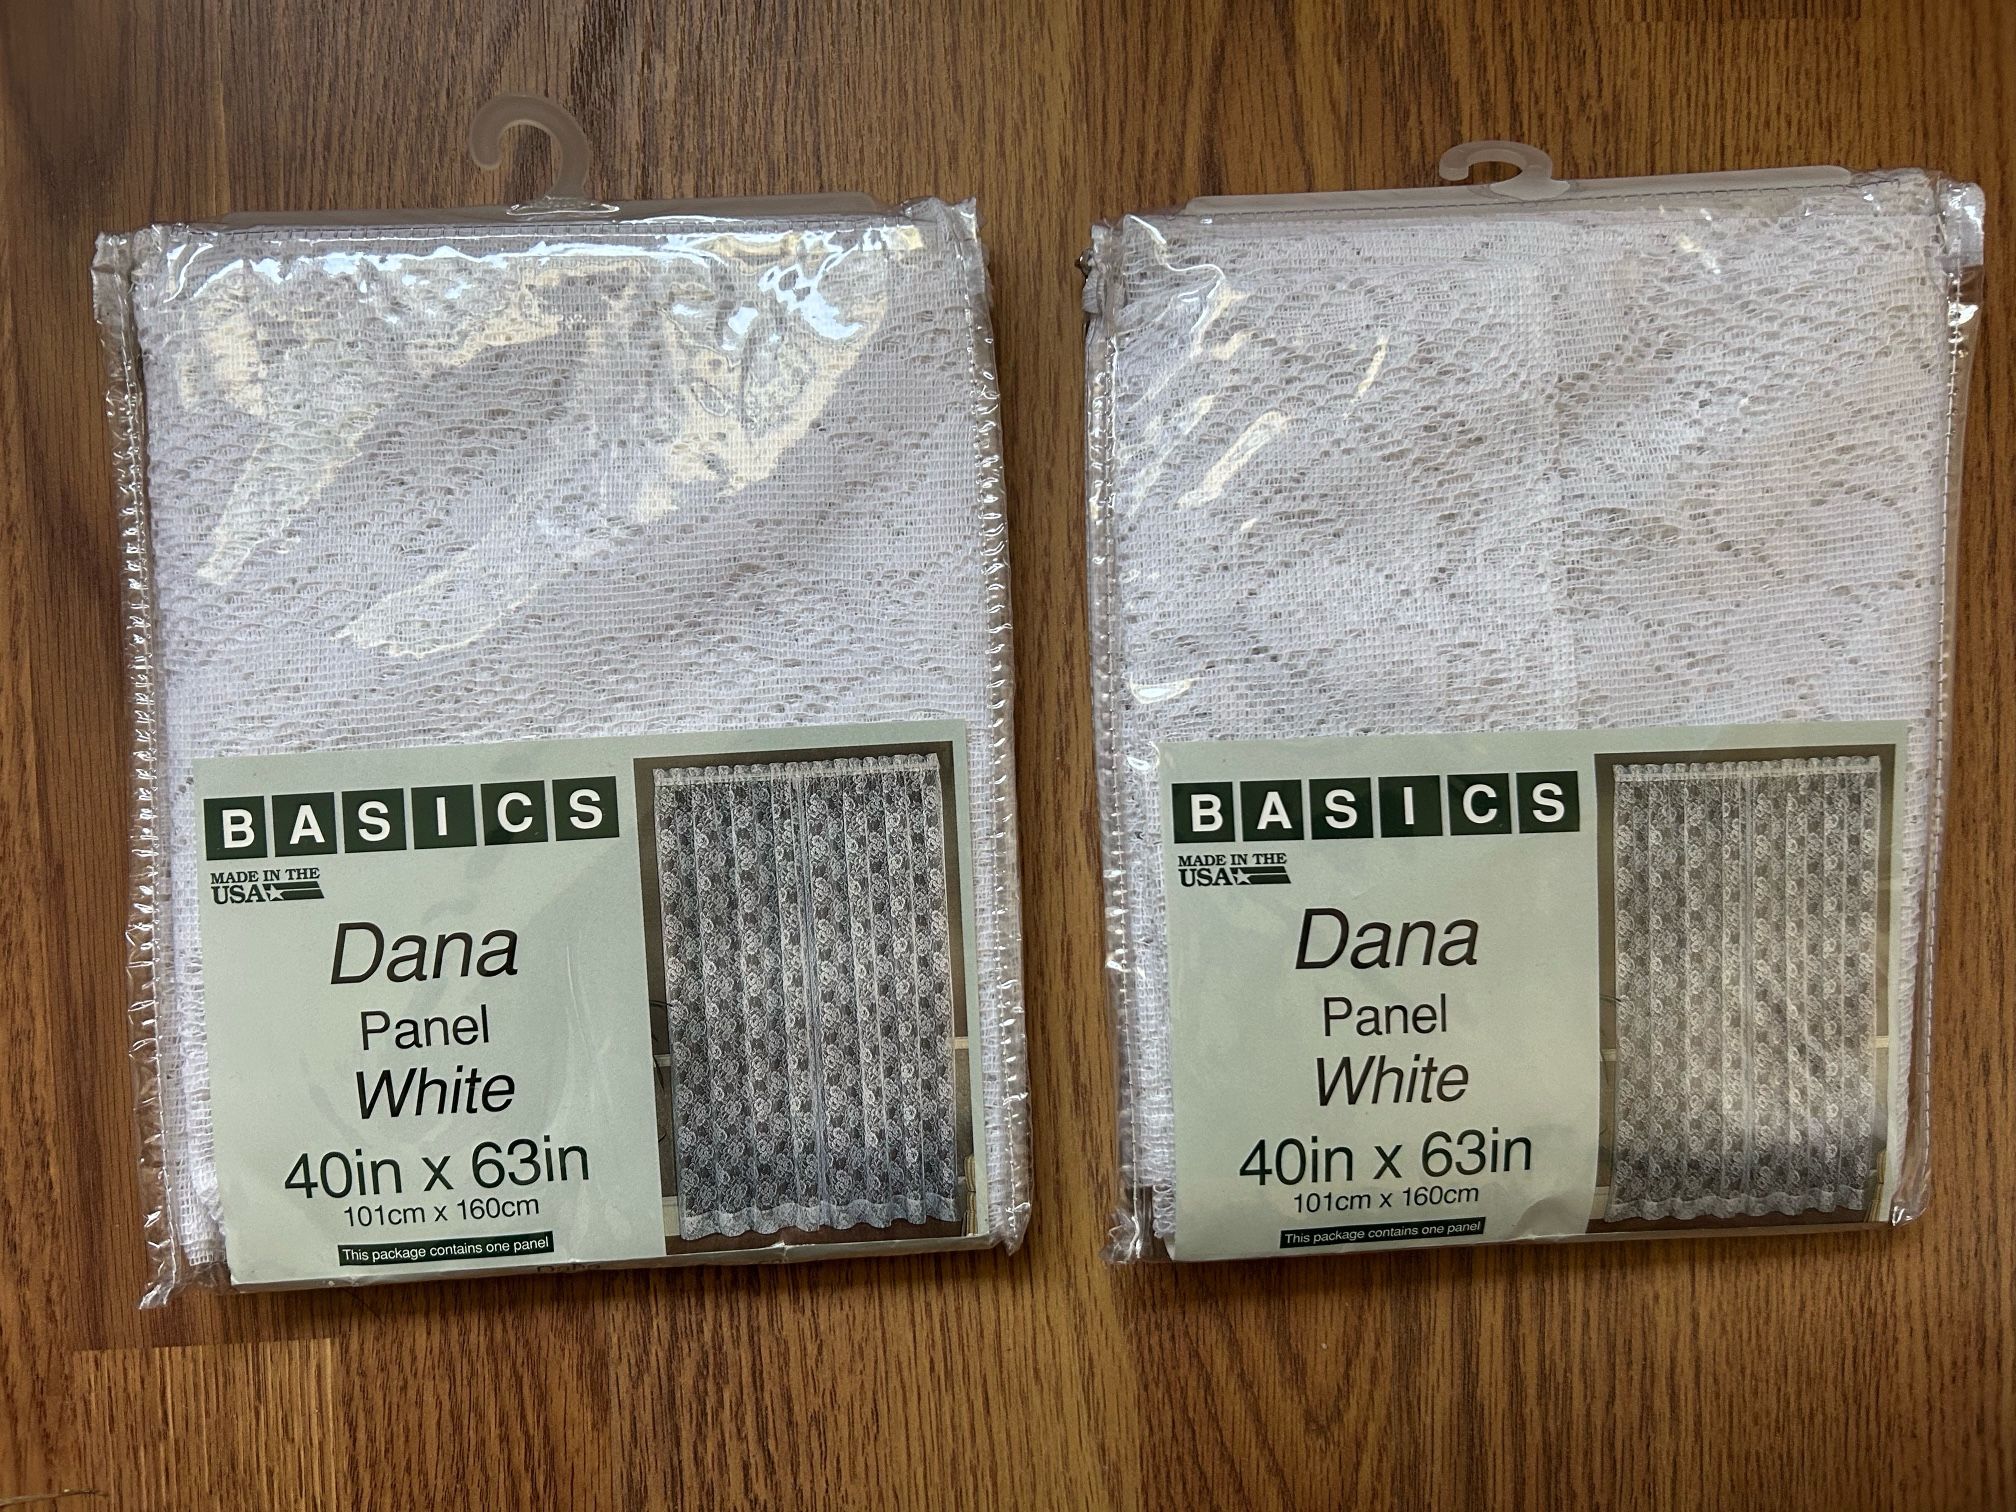 BASICS
MADE IN THE
USA
Dana
Panel
White
40in x 63in
101cm x 160cm
This package contains one panel
BASICS
MADE IN THE
USA
Dana
Panel
White
40in x 63in
101cm x 160cm
This package contains one panel